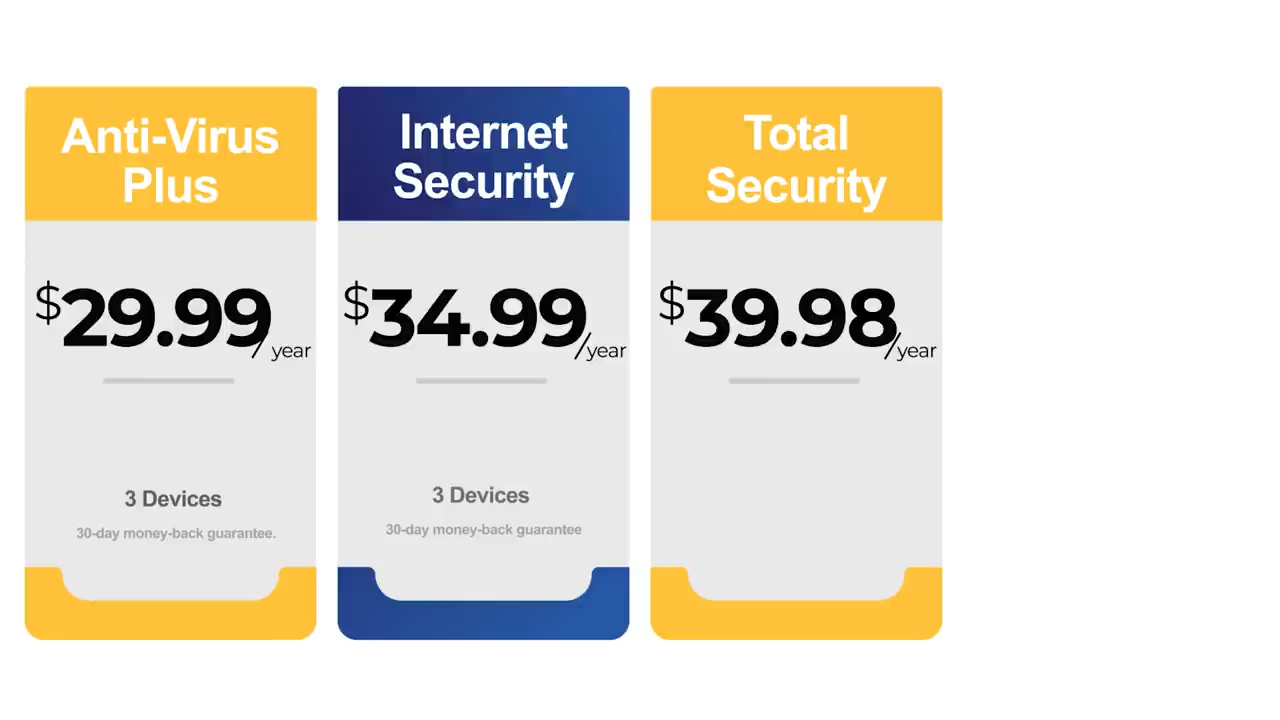 Anti-Virus
Plus
$29.99/year
3 Devices
30-day money-back guarantee.
Internet
Security
$34.99/year
3 Devices
30-day money-back guarantee
Total
Security
$39.98/year